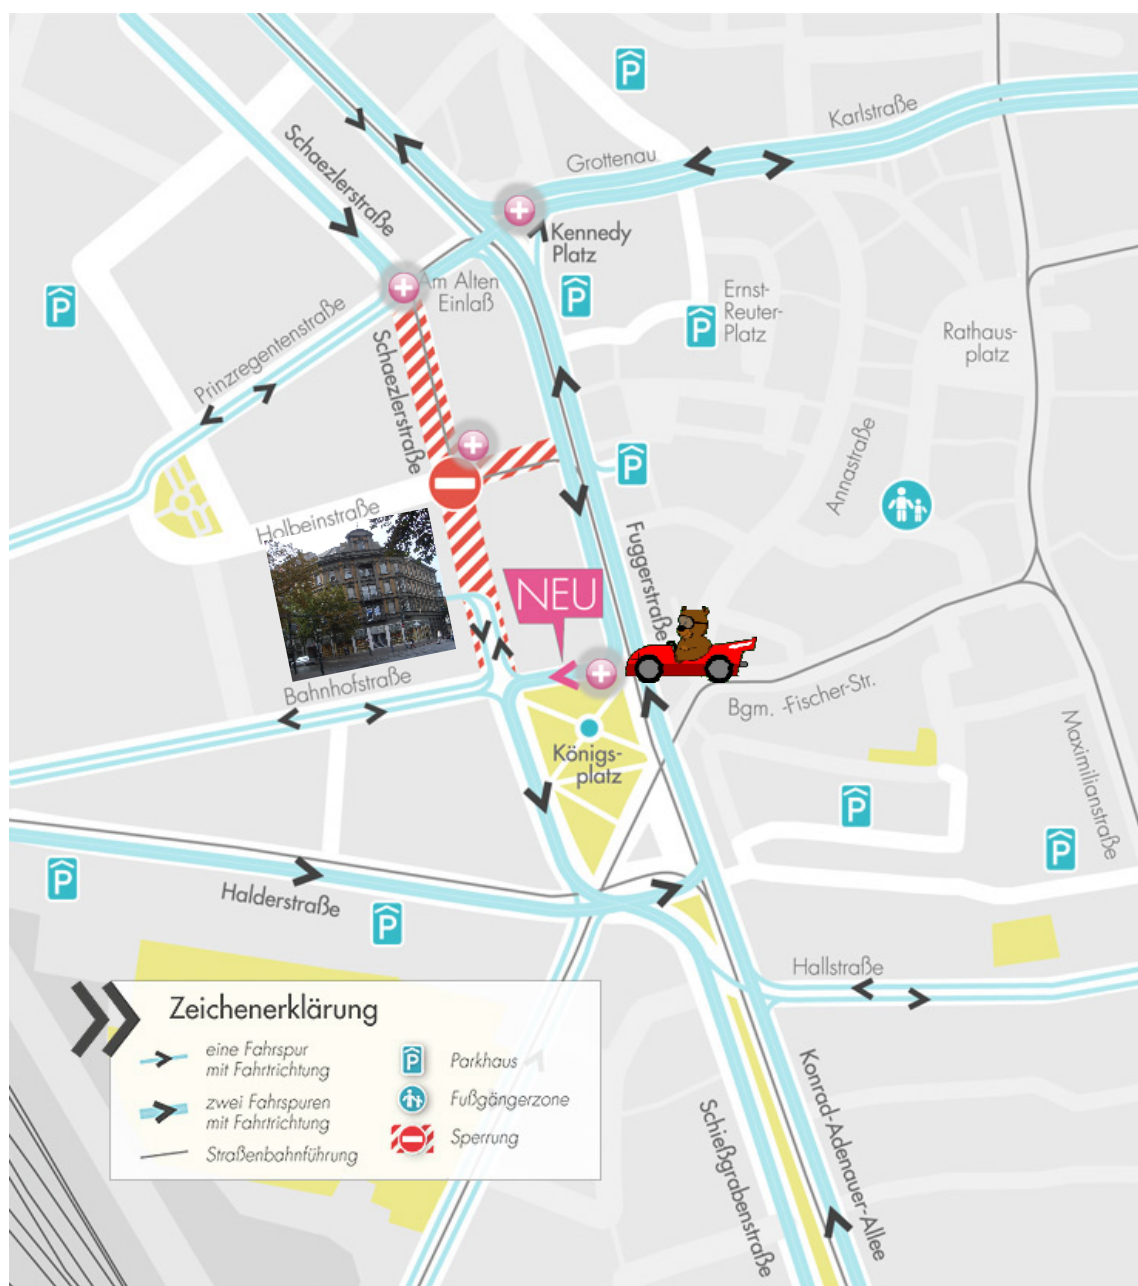 P
Karlstraße
Grottenau
Schaezlerstraße
Kennedy
Platz
Am Alten
Einlaß
P
P
Ernst-
Reuter-
Platz
P
Rathaus-
platz
Prinzregentenstraße
Schaezlerstraße
P
Annastraße
Holbeinstraße
Fuggerstraße
NEU
Bahnhofstraße
Bgm. -Fischer-Str.
Maximilianstraße
Königs-
platz
P
P
P
Halderstraße
P
Hallstraße
Zeichenerklärung
eine Fahrspur
mit Fahrtrichtung
zwei Fahrspuren
mit Fahrtrichtung
Straßenbahnführung
P
Parkhaus
Fußgängerzone
Sperrung
Schießgrabenstraße
Konrad-Adenauer-Allee